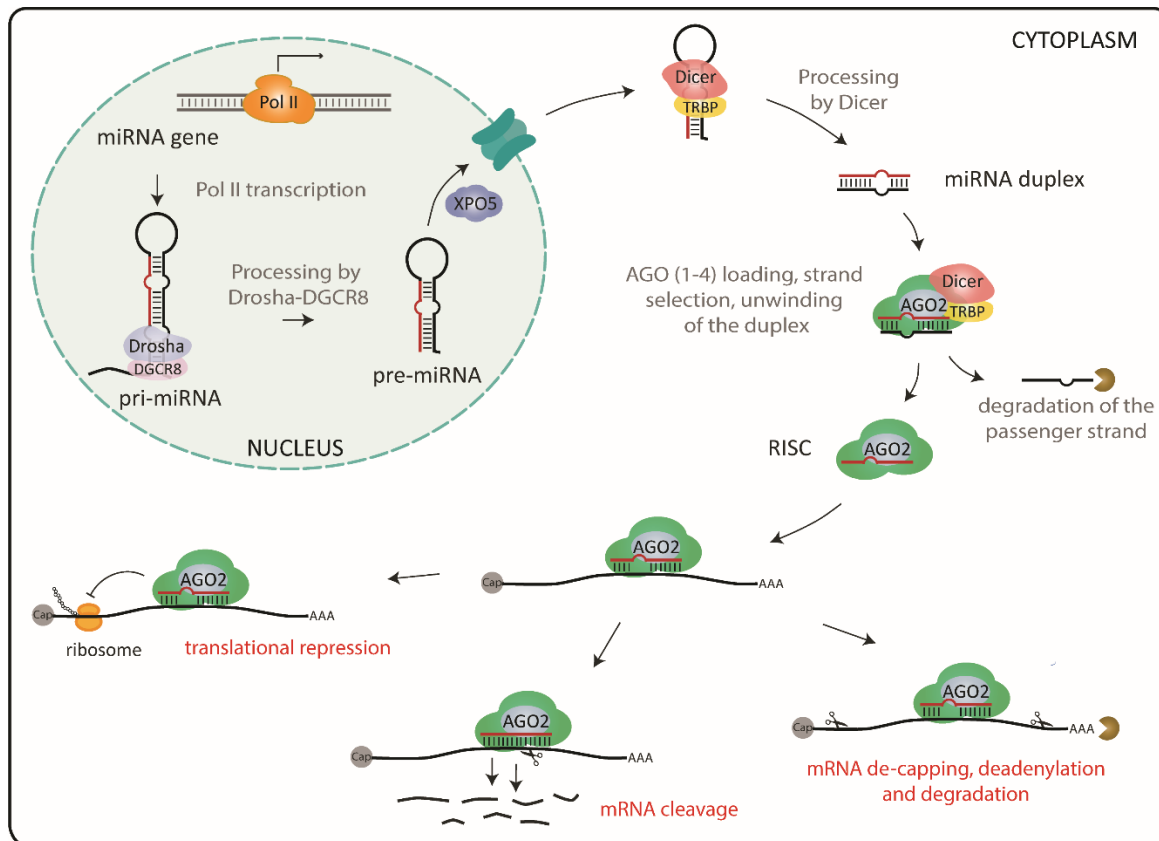 CYTOPLASM
Pol II
miRNA gene
Pol II transcription
XPO5
Processing by
Drosha-DGCR8
Drosha
DGCR8
pri-miRNA
pre-miRNA
NUCLEUS
Dicer
TRBP
Processing
by Dicer
miRNA duplex
AGO (1-4) loading, strand
selection, unwinding
of the duplex
AGO2
Dicer
TRBP
degradation of the
passenger strand
RISC
AGO2
AGO2
Cap
AAA
AGO2
Cap
AAA
ribosome
translational repression
AGO2
Cap
AAA
mRNA cleavage
AGO2
Cap
AAA
mRNA de-capping, deadenylation
and degradation